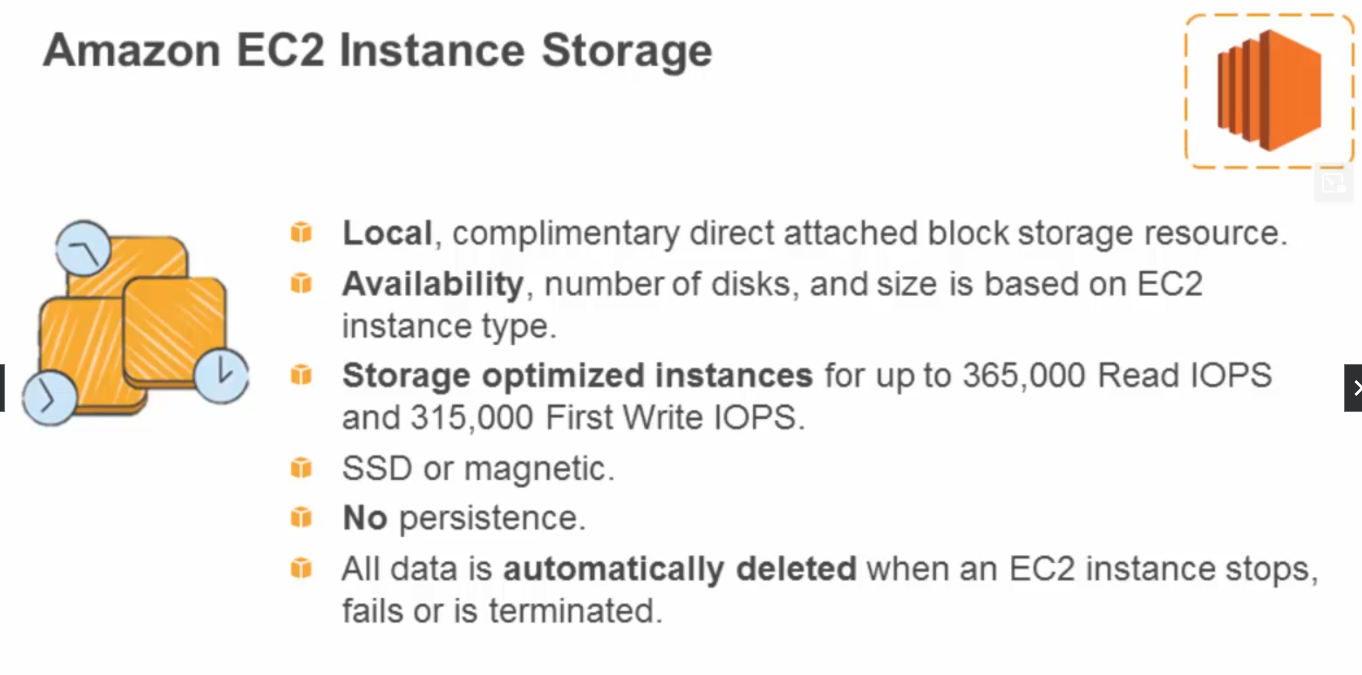 Amazon EC2 Instance Storage
Local, complimentary direct attached block storage resource.
Availability, number of disks, and size is based on EC2
instance type.
Storage optimized instances for up to 365,000 Read IOPS
and 315,000 First Write IOPS.
SSD or magnetic.
No persistence.
All data is automatically deleted when an EC2 instance stops,
fails or is terminated.